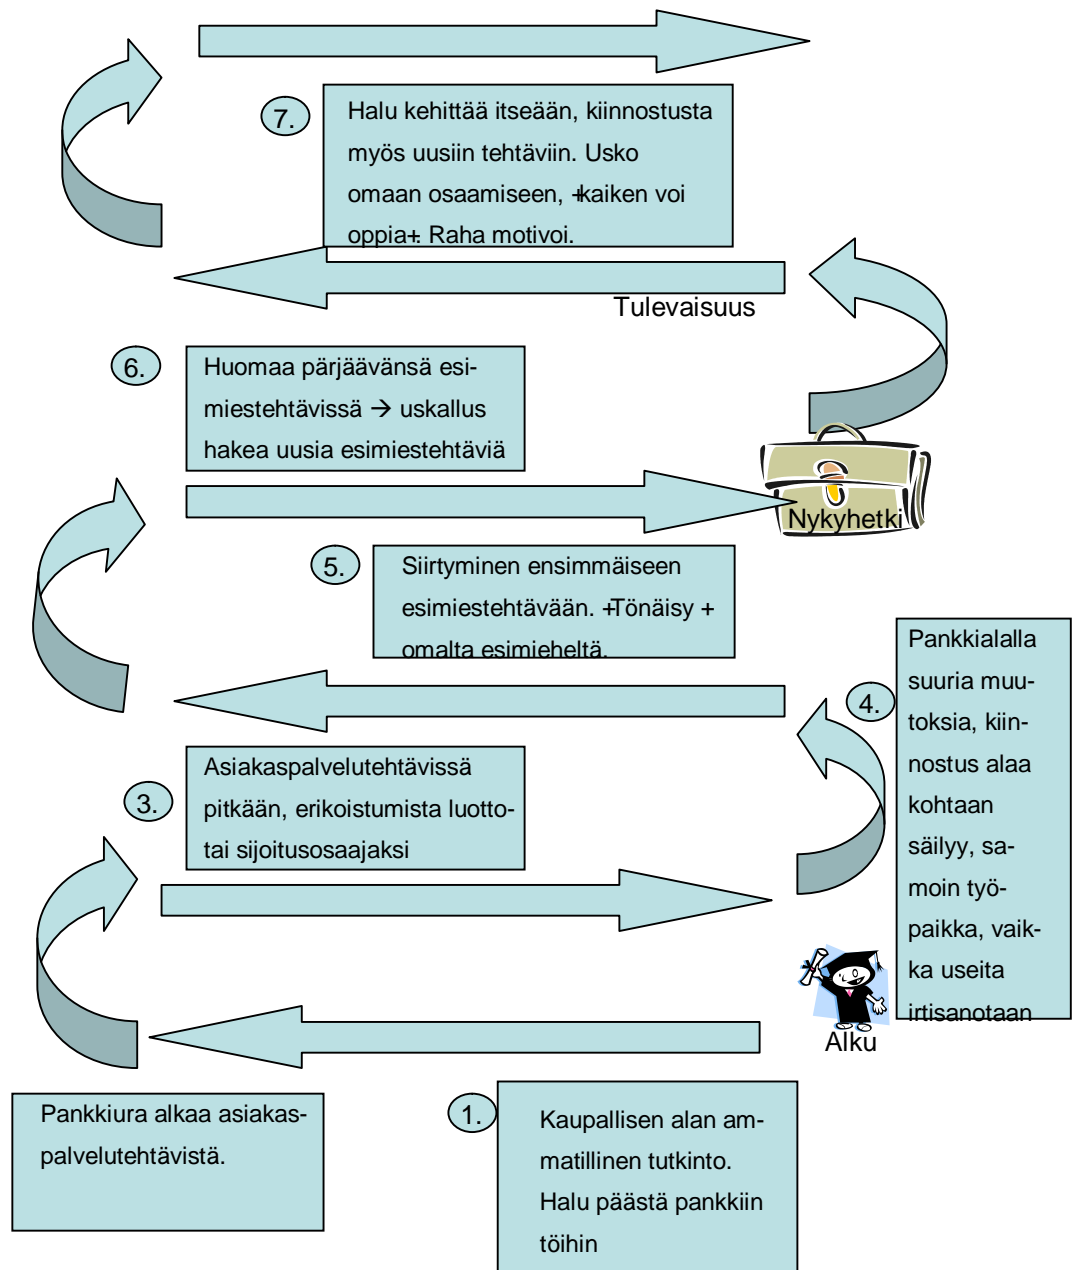 7.
Halu kehittää itseään, kiinnostusta
myös uusiin tehtäviin. Usko
omaan osaamiseen, +kaiken voi
oppia+. Raha motivoi.
Tulevaisuus
6.
Huomaa pärjäävänsä esi-
miestehtävissä → uskallus
hakea uusia esimiestehtäviä
Nykyhetki
5.
Siirtyminen ensimmäiseen
esimiestehtävään. +Tönäisy +
omalta esimieheltä.
4.
Pankkialalla
suuria muu-
toksia, kiin-
nostus alaa
kohtaan
säilyy, sa-
moin työ-
paikka, vaik-
ka useita
irtisanotaan
3.
Asiakaspalvelutehtävissä
pitkään, erikoistumista luotto-
tai sijoitusosaajaksi
Alku
Pankkiura alkaa asiakas-
palvelutehtävistä.
1.
Kaupallisen alan am-
matillinen tutkinto.
Halu päästä pankkiin
töihin